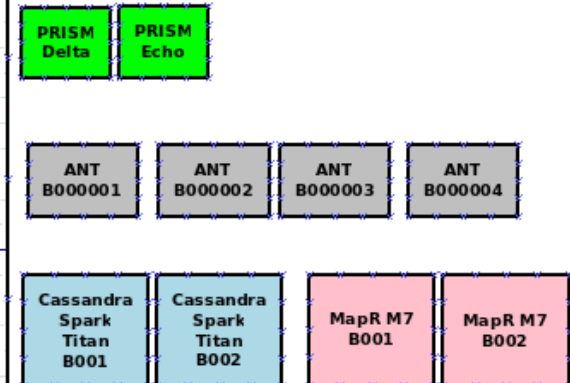 PRISM
Delta
PRISM
Echo
ANT
B000001
ANT
B000002
ANT
B000003
ANT
B000004
Cassandra
Spark
Titan
B001
Cassandra
Spark
Titan
B002
MapR M7
B001
MapR M7
B002